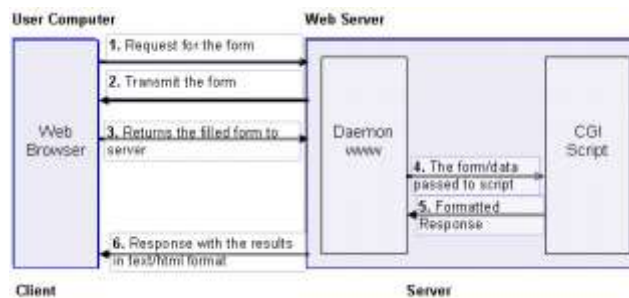 User Computer
Web Server
1. Request for the form
2. Transmit the form
Web
Browser
3. Returns the filled form to
server
Daemon
www
CGI
Script
4. The form/data
passed to script
5. Formatted
Response
6. Response with the results
in text/html format
Client
Server